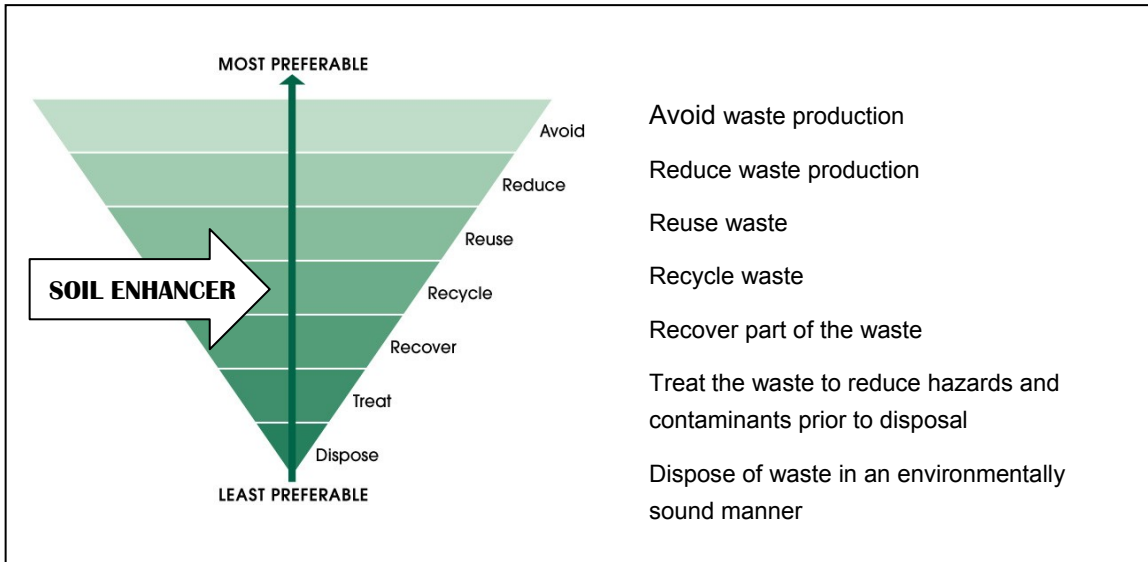 MOST PREFERABLE
Avoid
Reduce
Reuse
Recycle
Recover
Treat
Dispose
LEAST PREFERABLE
SOIL ENHANCER
Avoid waste production
Reduce waste production
Reuse waste
Recycle waste
Recover part of the waste
Treat the waste to reduce hazards and
contaminants prior to disposal
Dispose of waste in an environmentally
sound manner